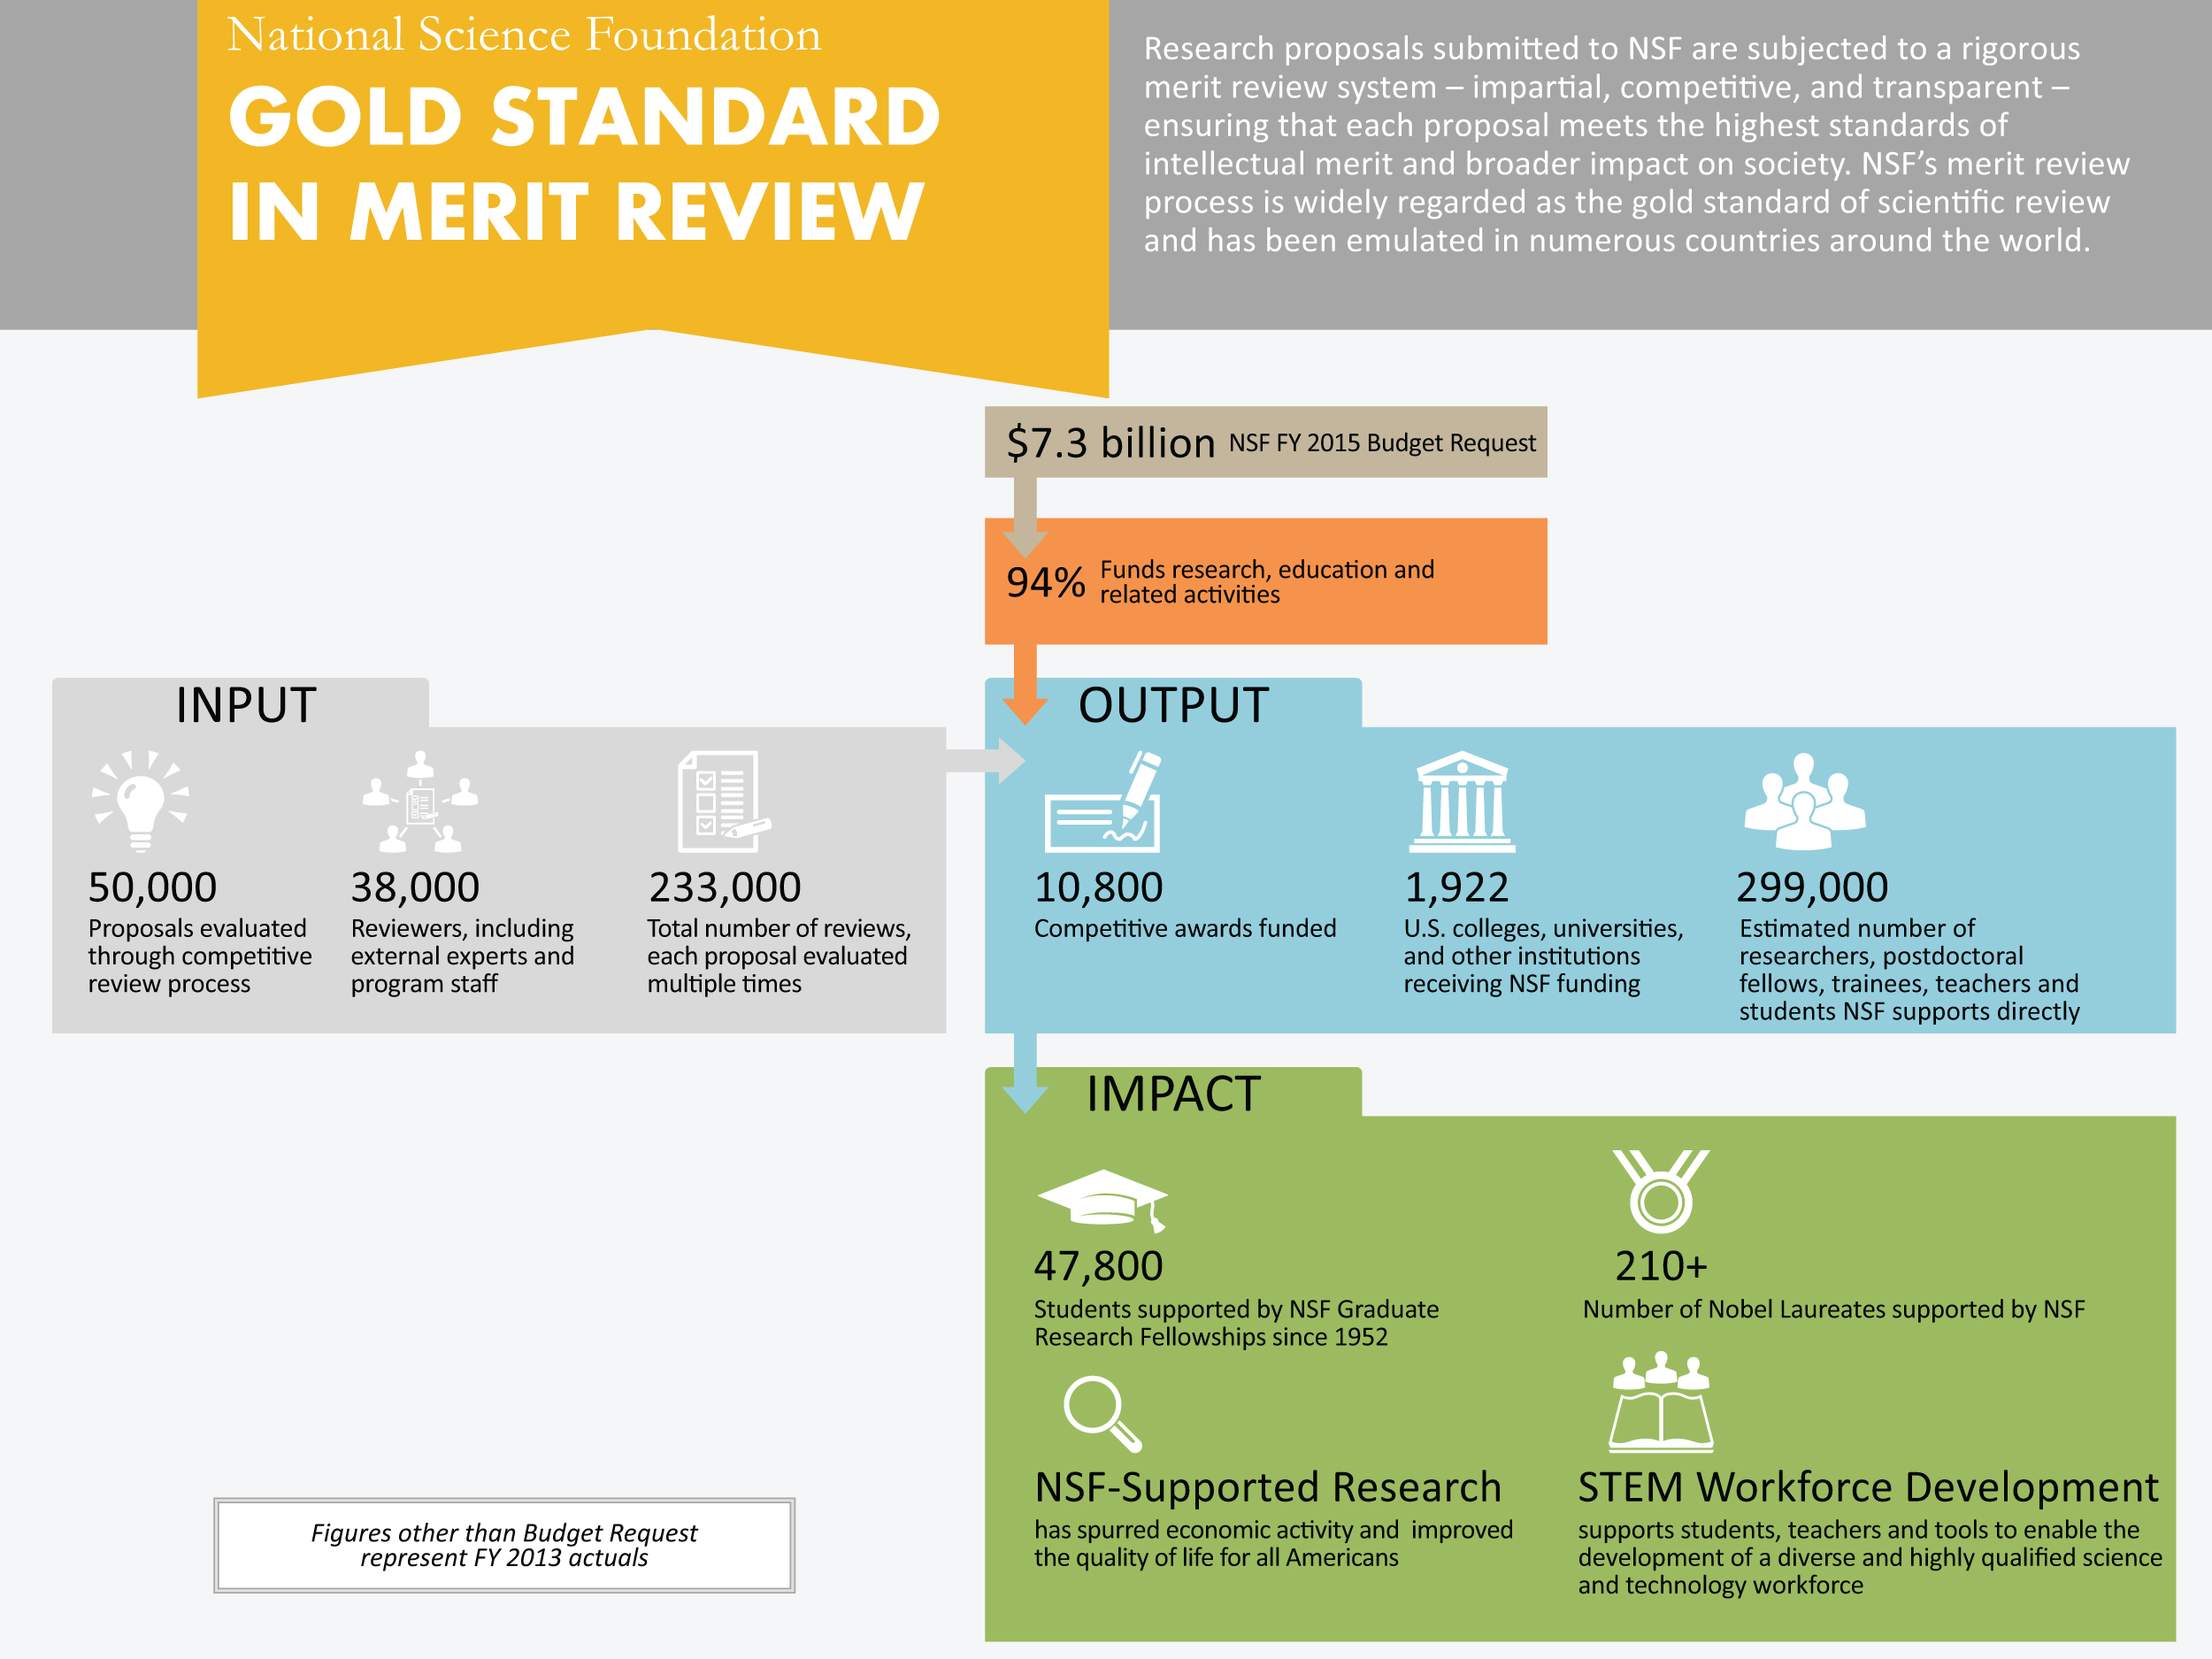 National Science Foundation
GOLD STANDARD
IN MERIT REVIEW
Research proposals submitted to NSF are subjected to a rigorous
merit review system – impartial, competitive, and transparent –
ensuring that each proposal meets the highest standards of
intellectual merit and broader impact on society. NSF's merit review
process is widely regarded as the gold standard of scientific review
and has been emulated in numerous countries around the world.
$7.3 billion NSF FY 2015 Budget Request
94% Funds research, education and
related activities
INPUT
50,000
Proposals evaluated
through competitive
review process
38,000
Reviewers, including
external experts and
program staff
233,000
Total number of reviews,
each proposal evaluated
multiple times
OUTPUT
10,800
Competitive awards funded
1,922
U.S. colleges, universities,
and other institutions
receiving NSF funding
299,000
Estimated number of
researchers, postdoctoral
fellows, trainees, teachers and
students NSF supports directly
IMPACT
47,800
Students supported by NSF Graduate
Research Fellowships since 1952
210+
Number of Nobel Laureates supported by NSF
NSF-Supported Research
has spurred economic activity and improved
the quality of life for all Americans
STEM Workforce Development
supports students, teachers and tools to enable the
development of a diverse and highly qualified science
and technology workforce
Figures other than Budget Request
represent FY 2013 actuals